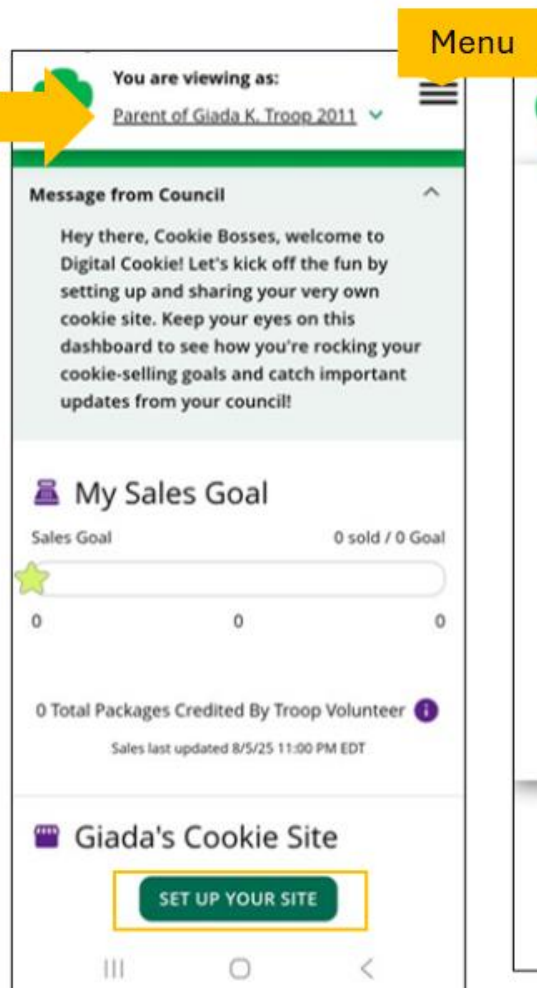 Menu
You are viewing as:
Parent of Giada K. Troop 2011
Message from Council
Hey there, Cookie Bosses, welcome to
Digital Cookie! Let's kick off the fun by
setting up and sharing your very own
cookie site. Keep your eyes on this
dashboard to see how you're rocking your
cookie-selling goals and catch important
updates from your council!
My Sales Goal
Sales Goal 0 sold / 0 Goal
0 0 0
0 Total Packages Credited By Troop Volunteer i
Sales last updated 8/5/25 11:00 PM EDT
Giada's Cookie Site
SET UP YOUR SITE